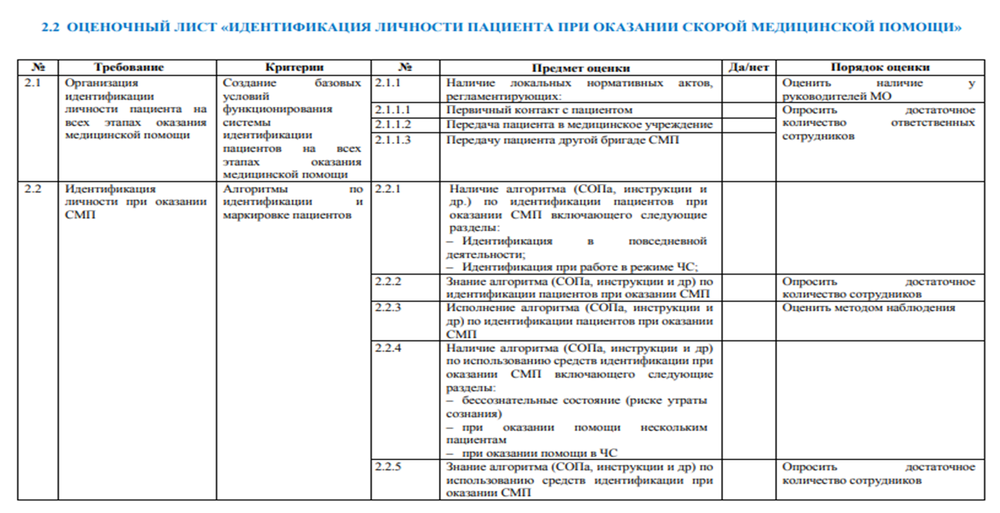 2.2 ОЦЕНОЧНЫЙ ЛИСТ «ИДЕНТИФИКАЦИЯ ЛИЧНОСТИ ПАЦИЕНТА ПРИ ОКАЗАНИИ СКОРОЙ МЕДИЦИНСКОЙ ПОМОЩИ»
№
Требование
Критерии
№
Предмет оценки
Да/нет
Порядок оценки
2.1
Организация
идентификации
личности пациента на
всех этапах оказания
медицинской помощи
Создание базовых
условий
функционирования
системы
идентификации
пациентов на всех
этапах оказания
медицинской помощи
2.1.1
Наличие локальных нормативных актов,
регламентирующих:
Оценить наличие у
руководителей МО
2.1.1.1
Первичный контакт с пациентом
Опросить достаточное
количество ответственных
сотрудников
2.1.1.2
Передача пациента в медицинское учреждение
2.1.1.3
Передачу пациента другой бригаде СМП
2.2
Идентификация
личности при оказании
СМП
Алгоритмы по
идентификации и
маркировке пациентов
2.2.1
Наличие алгоритма (СОПа, инструкции и
др.) по идентификации пациентов при
оказании СМП включающего следующие
разделы:
– Идентификация в повседневной
деятельности;
– Идентификация при работе в режиме ЧС;
2.2.2
Знание алгоритма (СОПа, инструкции и др) по
идентификации пациентов при оказании СМП
Опросить достаточное
количество сотрудников
2.2.3
Исполнение алгоритма (СОПа, инструкции и
др) по идентификации пациентов при оказании
СМП
Оценить методом наблюдения
2.2.4
Наличие алгоритма (СОПа, инструкции и др)
по использованию средств идентификации при
оказании СМП включающего следующие
разделы:
– бессознательные состояние (риске утраты
сознания)
– при оказании помощи нескольким
пациентам
– при оказании помощи в ЧС
2.2.5
Знание алгоритма (СОПа, инструкции и др) по
использованию средств идентификации при
оказании СМП
Опросить достаточное
количество сотрудников